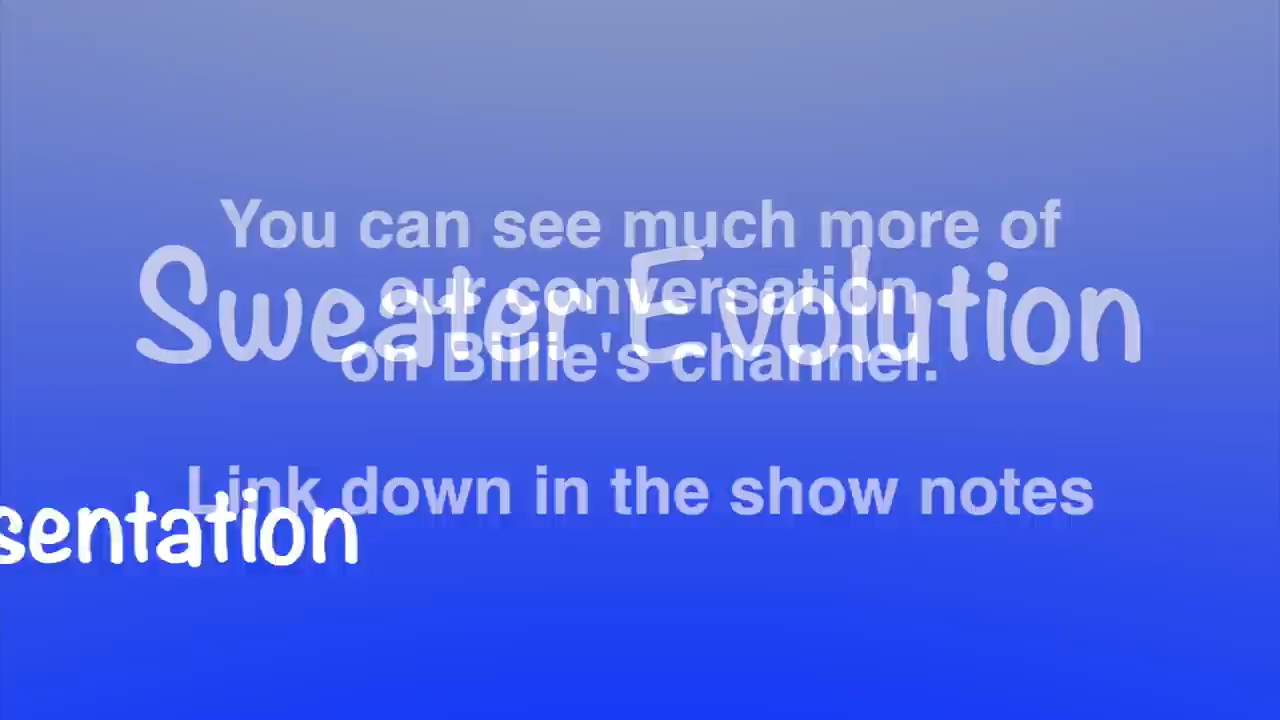 You can see much more of
our conversation
on Billie's channel.
Link down in the show notes
Sweater Evolution
sentation